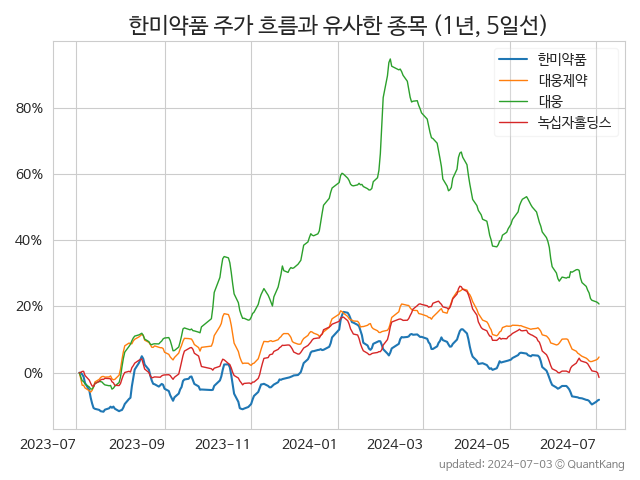 한미약품 주가 흐름과 유사한 종목 (1년, 5일선)
한미약품
대웅제약
대웅
녹십자홀딩스
80%
60%
40%
20%
0%
2023-07 2023-09 2023-11 2024-01 2024-03 2024-05 2024-07
updated: 2024-07-03 ⓒ QuantKang